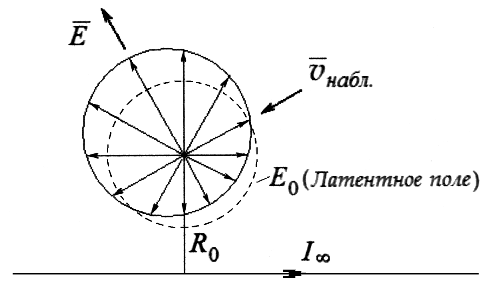 E̅
v̅набл.
E₀ (Латентное поле)
R₀
I∞